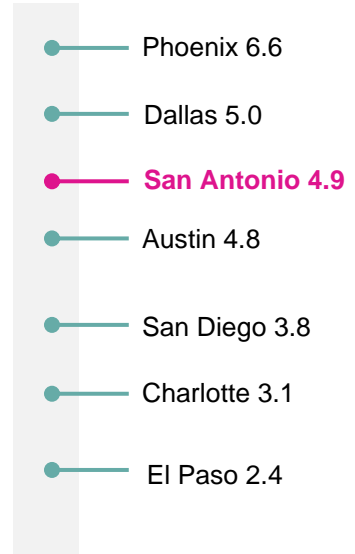 Phoenix 6.6
Dallas 5.0
San Antonio 4.9
Austin 4.8
San Diego 3.8
Charlotte 3.1
El Paso 2.4